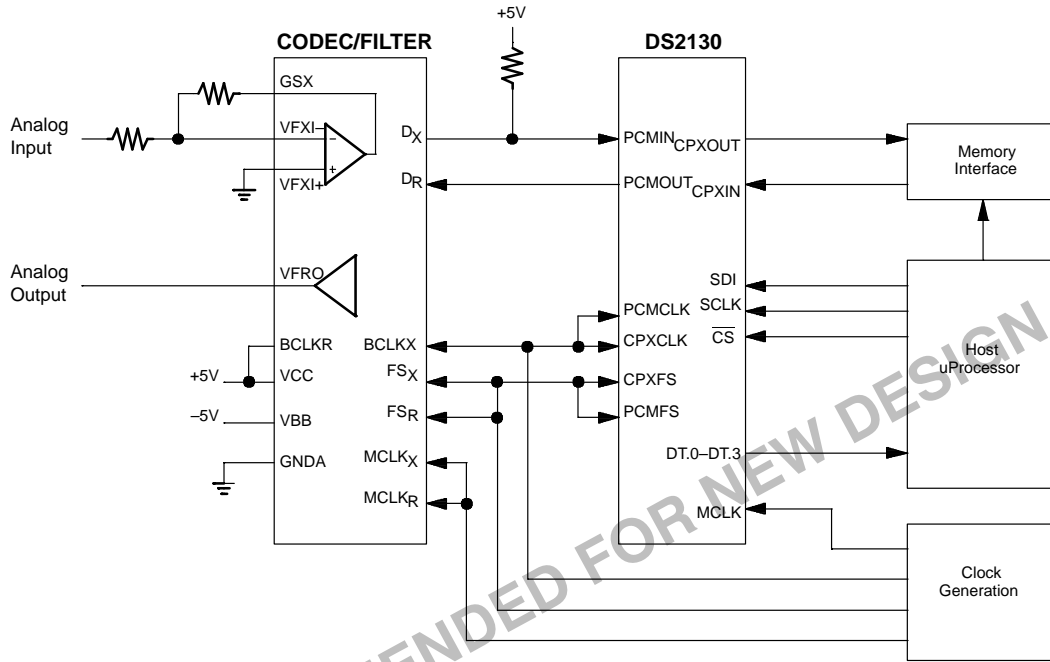 +5V
CODEC/FILTER
DS2130
GSX
Analog
Input
VFXI–
–
+
VFXI+
DX
DR
PCMIN
CPXOUT
PCMOUT
CPXIN
Memory
Interface
Analog
Output
VFRO
SDI
SCLK
CS
PCMCLK
CPXCLK
CPXFS
PCMFS
Host
uProcessor
BCLKR
+5V
VCC
–5V
VBB
GNDA
BCLKX
FSX
FSR
MCLKX
MCLKR
DT.0–DT.3
MCLK
Clock
Generation
ENDED FOR NEW DESIGN